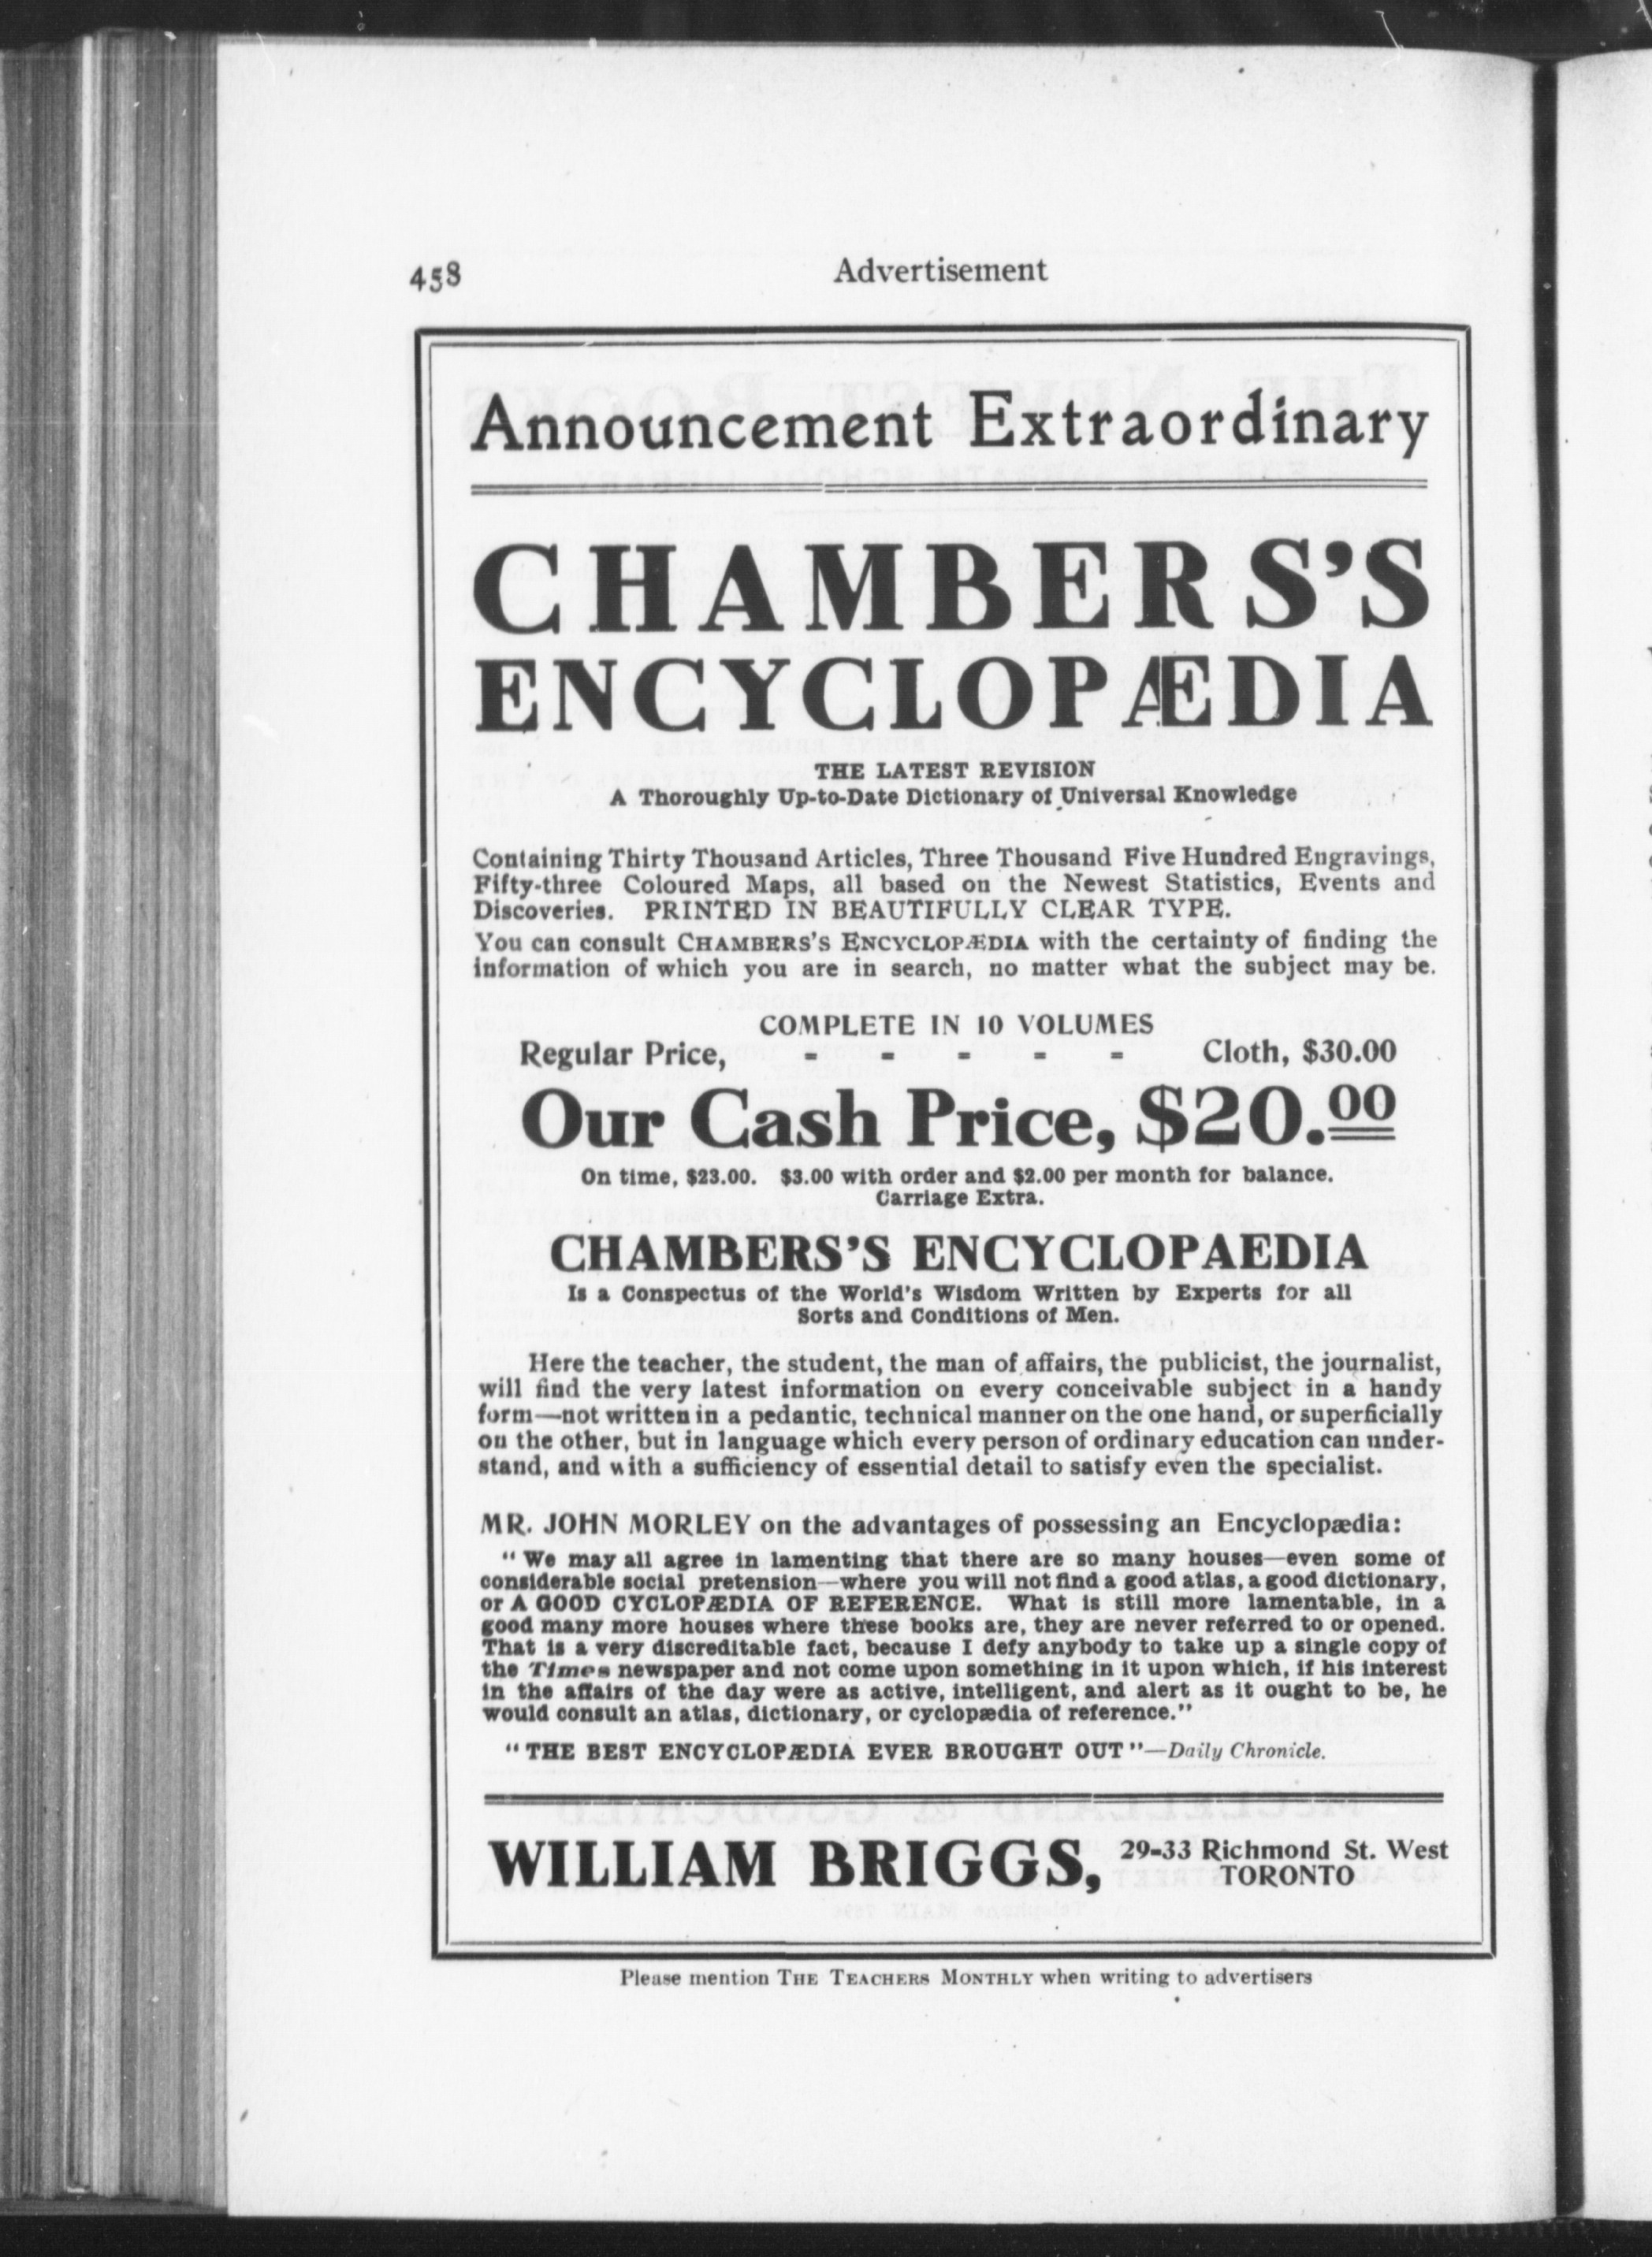 458
Advertisement
Announcement Extraordinary
CHAMBERS'S
ENCYCLOPÆDIA
THE LATEST REVISION
A Thoroughly Up-to-Date Dictionary of Universal Knowledge
Containing Thirty Thousand Articles, Three Thousand Five Hundred Engravings,
Fifty-three Coloured Maps, all based on the Newest Statistics, Events and
Discoveries. PRINTED IN BEAUTIFULLY CLEAR TYPE.
You can consult CHAMBERS'S ENCYCLOPÆDIA with the certainty of finding the
information of which you are in search, no matter what the subject may be.
COMPLETE IN 10 VOLUMES
Regular Price, - - - - - Cloth, $30.00
Our Cash Price, $20.00
On time, $23.00. $3.00 with order and $2.00 per month for balance.
Carriage Extra.
CHAMBERS'S ENCYCLOPAEDIA
Is a Conspectus of the World's Wisdom Written by Experts for all
Sorts and Conditions of Men.
Here the teacher, the student, the man of affairs, the publicist, the journalist,
will find the very latest information on every conceivable subject in a handy
form—not written in a pedantic, technical manner on the one hand, or superficially
on the other, but in language which every person of ordinary education can under-
stand, and with a sufficiency of essential detail to satisfy even the specialist.
MR. JOHN MORLEY on the advantages of possessing an Encyclopædia:
"We may all agree in lamenting that there are so many houses—even some of
considerable social pretension—where you will not find a good atlas, a good dictionary,
or A GOOD CYCLOPÆDIA OF REFERENCE. What is still more lamentable, in a
good many more houses where these books are, they are never referred to or opened.
That is a very discreditable fact, because I defy anybody to take up a single copy of
the Times newspaper and not come upon something in it upon which, if his interest
in the affairs of the day were as active, intelligent, and alert as it ought to be, he
would consult an atlas, dictionary, or cyclopædia of reference."
"THE BEST ENCYCLOPÆDIA EVER BROUGHT OUT"—Daily Chronicle.
WILLIAM BRIGGS, 29-33 Richmond St. West
TORONTO
Please mention THE TEACHERS MONTHLY when writing to advertisers